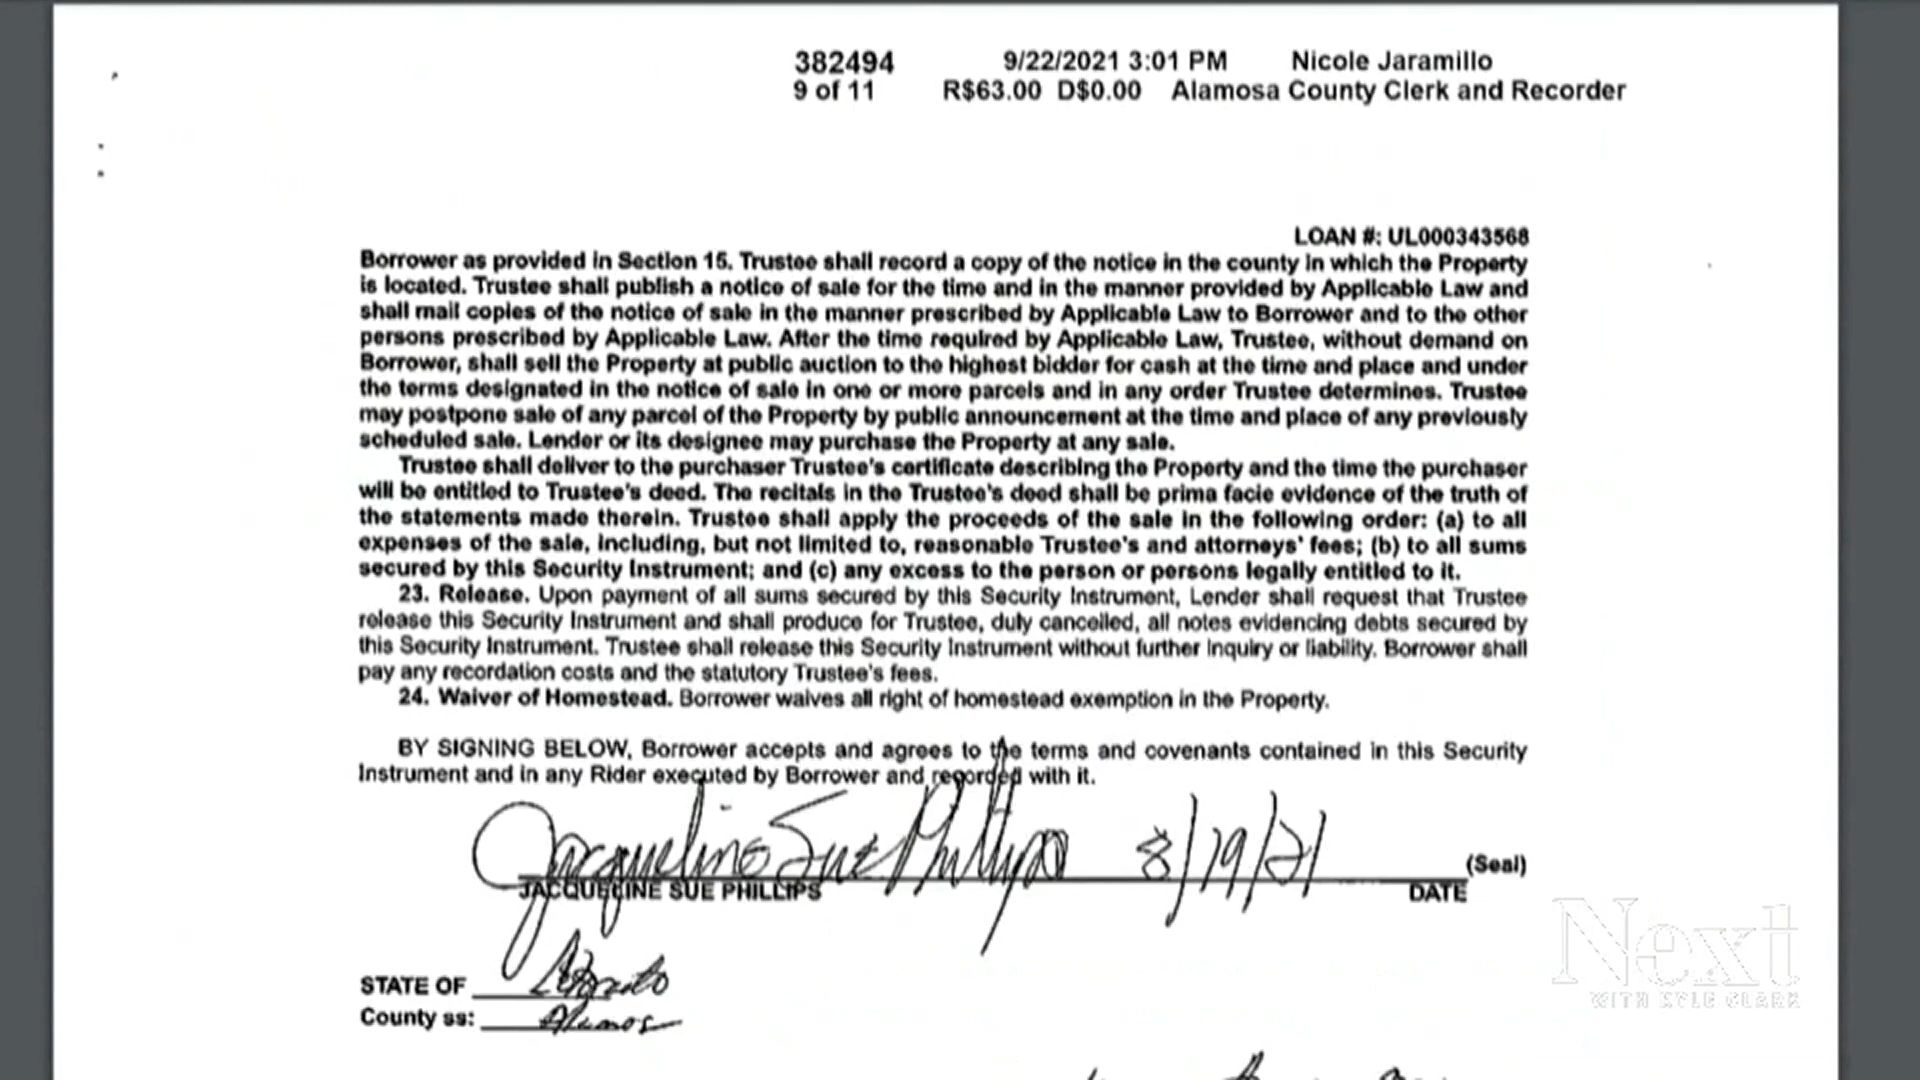 382494 9/22/2021 3:01 PM Nicole Jaramillo
9 of 11 R$63.00 D$0.00 Alamosa County Clerk and Recorder
LOAN #: UL000343568
Borrower as provided in Section 15. Trustee shall record a copy of the notice in the county in which the Property
is located. Trustee shall publish a notice of sale for the time and in the manner provided by Applicable Law and
shall mail copies of the notice of sale in the manner prescribed by Applicable Law to Borrower and to the other
persons prescribed by Applicable Law. After the time required by Applicable Law, Trustee, without demand on
Borrower, shall sell the Property at public auction to the highest bidder for cash at the time and place and under
the terms designated in the notice of sale in one or more parcels and in any order Trustee determines. Trustee
may postpone sale of any parcel of the Property by public announcement at the time and place of any previously
scheduled sale. Lender or its designee may purchase the Property at any sale.
Trustee shall deliver to the purchaser Trustee's certificate describing the Property and the time the purchaser
will be entitled to Trustee's deed. The recitals in the Trustee's deed shall be prima facie evidence of the truth of
the statements made therein. Trustee shall apply the proceeds of the sale in the following order: (a) to all
expenses of the sale, including, but not limited to, reasonable Trustee's and attorneys' fees; (b) to all sums
secured by this Security Instrument; and (c) any excess to the person or persons legally entitled to it.
23. Release. Upon payment of all sums secured by this Security Instrument, Lender shall request that Trustee
release this Security Instrument and shall produce for Trustee, duly cancelled, all notes evidencing debts secured by
this Security Instrument. Trustee shall release this Security Instrument without further inquiry or liability. Borrower shall
pay any recordation costs and the statutory Trustee's fees.
24. Waiver of Homestead. Borrower waives all right of homestead exemption in the Property.
BY SIGNING BELOW, Borrower accepts and agrees to the terms and covenants contained in this Security
Instrument and in any Rider executed by Borrower and recorded with it.
Jacqueline Sue Phillips 8/19/21 (Seal)
JACQUELINE SUE PHILLIPS DATE
STATE OF Colorado
County ss: Alamosa
Next
WITH KYLE CLARK